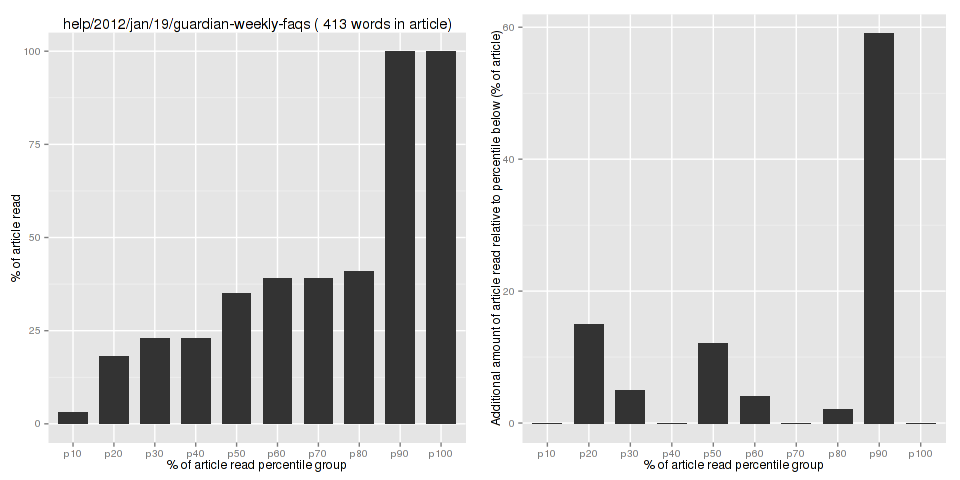 help/2012/jan/19/guardian-weekly-faqs ( 413 words in article)
% of article read
100
75
50
25
0
p10 p20 p30 p40 p50 p60 p70 p80 p90 p100
% of article read percentile group
Additional amount of article read relative to percentile below (% of article)
60
40
20
0
p10 p20 p30 p40 p50 p60 p70 p80 p90 p100
% of article read percentile group